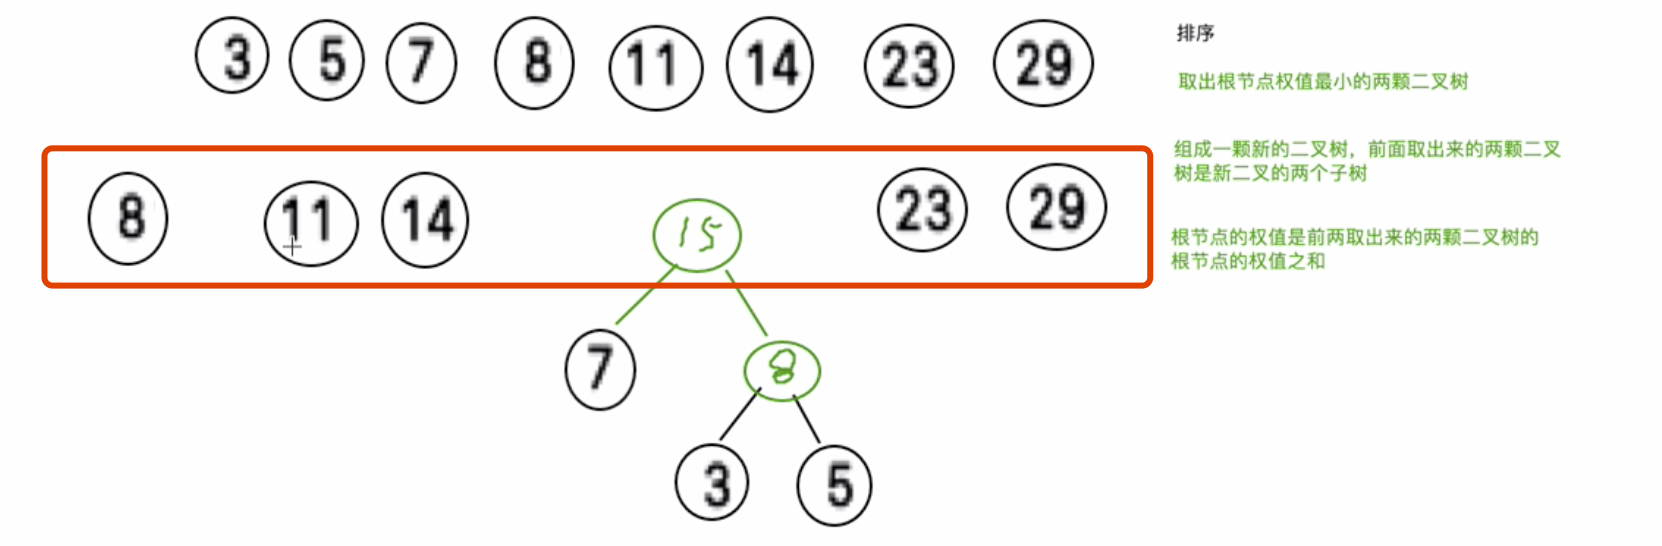 3 5 7 8 11 14 23 29
排序
取出根节点权值最小的两颗二叉树
组成一颗新的二叉树，前面取出来的两颗二叉
树是新二叉的两个子树
8 11 14 15 23 29
根节点的权值是前两取出来的两颗二叉树的
根节点的权值之和
7 8
3 5